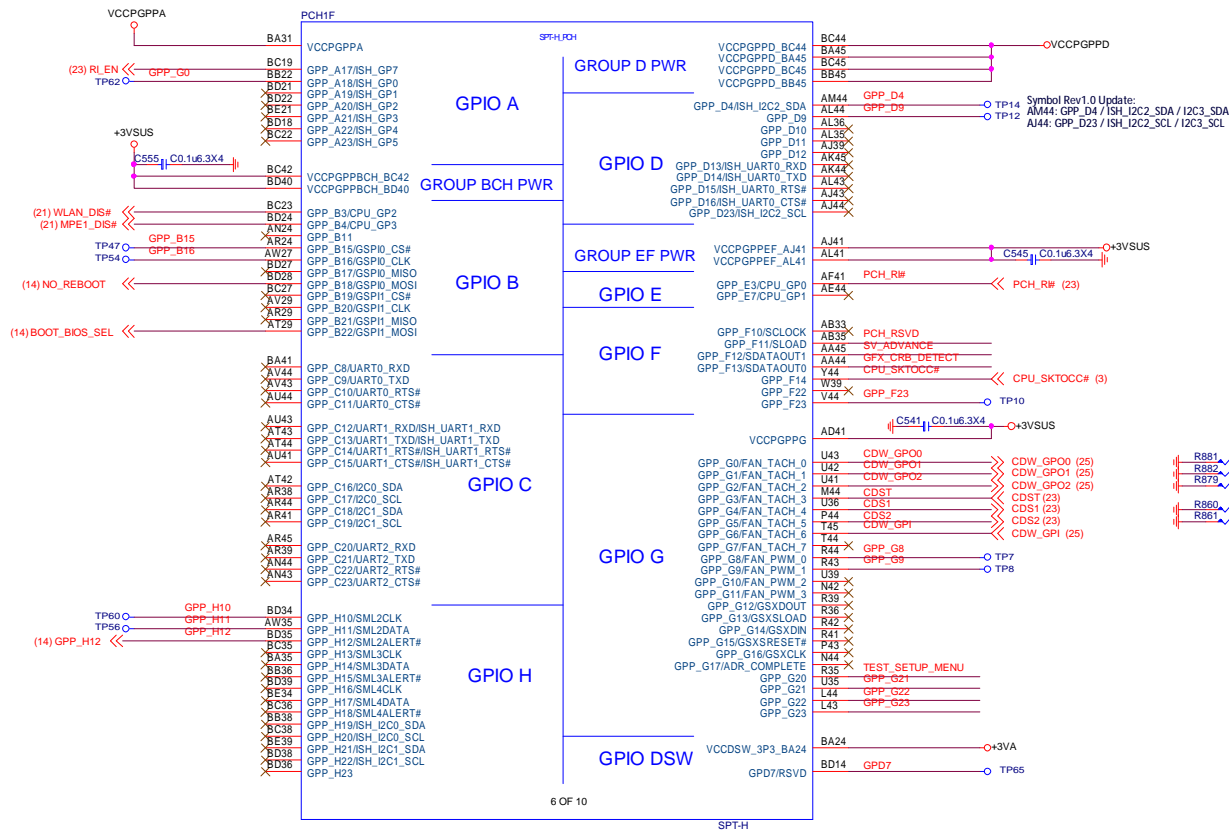 VCCPGPPA
PCH1F
SPT-H_PCH
BA31 VCCPGPPA
(23) RI_EN BC19 GPP_A17/ISH_GP7
TP62 GPP_G0 BB22 GPP_A18/ISH_GP0
BD21 GPP_A19/ISH_GP1
BD22 GPP_A20/ISH_GP2
BE21 GPP_A21/ISH_GP3
BD18 GPP_A22/ISH_GP4
BC22 GPP_A23/ISH_GP5
GPIO A
+3VSUS
C555 C0.1u6.3X4
BC42 VCCPGPPBCH_BC42
BD40 VCCPGPPBCH_BD40
GROUP BCH PWR
(21) WLAN_DIS# BC23 GPP_B3/CPU_GP2
(21) MPE1_DIS# BD24 GPP_B4/CPU_GP3
AN24 GPP_B11
TP47 GPP_B15 AR24 GPP_B15/GSPI0_CS#
TP54 GPP_B16 AW27 GPP_B16/GSPI0_CLK
BD27 GPP_B17/GSPI0_MISO
(14) NO_REBOOT BD28 GPP_B18/GSPI0_MOSI
BC27 GPP_B19/GSPI1_CS#
AV29 GPP_B20/GSPI1_CLK
AR29 GPP_B21/GSPI1_MISO
(14) BOOT_BIOS_SEL AT29 GPP_B22/GSPI1_MOSI
GPIO B
BA41 GPP_C8/UART0_RXD
AV44 GPP_C9/UART0_TXD
AV43 GPP_C10/UART0_RTS#
AU44 GPP_C11/UART0_CTS#
AU43 GPP_C12/UART1_RXD/ISH_UART1_RXD
AT43 GPP_C13/UART1_TXD/ISH_UART1_TXD
AT44 GPP_C14/UART1_RTS#/ISH_UART1_RTS#
AU41 GPP_C15/UART1_CTS#/ISH_UART1_CTS#
AT42 GPP_C16/I2C0_SDA
AR38 GPP_C17/I2C0_SCL
AR44 GPP_C18/I2C1_SDA
AR41 GPP_C19/I2C1_SCL
AR45 GPP_C20/UART2_RXD
AR39 GPP_C21/UART2_TXD
AN44 GPP_C22/UART2_RTS#
AN43 GPP_C23/UART2_CTS#
GPIO C
TP60 GPP_H10 BD34 GPP_H10/SML2CLK
TP56 GPP_H11 AW35 GPP_H11/SML2DATA
(14) GPP_H12 GPP_H12 BD35 GPP_H12/SML2ALERT#
BC35 GPP_H13/SML3CLK
BA35 GPP_H14/SML3DATA
BB36 GPP_H15/SML3ALERT#
BD39 GPP_H16/SML4CLK
BE34 GPP_H17/SML4DATA
BC36 GPP_H18/SML4ALERT#
BB38 GPP_H19/ISH_I2C0_SDA
BC38 GPP_H20/ISH_I2C0_SCL
BE39 GPP_H21/ISH_I2C1_SDA
BD38 GPP_H22/ISH_I2C1_SCL
BD36 GPP_H23
GPIO H
GROUP D PWR
VCCPGPPD_BC44 BC44 VCCPGPPD
VCCPGPPD_BA45 BA45
VCCPGPPD_BC45 BC45
VCCPGPPD_BB45 BB45
GPIO D
GPP_D4/ISH_I2C2_SDA AM44 GPP_D4 TP14
GPP_D9 AL44 GPP_D9 TP12
GPP_D10 AL36
GPP_D11 AL35
GPP_D12 AJ39
GPP_D13/ISH_UART0_RXD AK45
GPP_D14/ISH_UART0_TXD AK44
GPP_D15/ISH_UART0_RTS# AL43
GPP_D16/ISH_UART0_CTS# AJ43
GPP_D23/ISH_I2C2_SCL AJ44
Symbol Rev1.0 Update:
AM44: GPP_D4 / ISH_I2C2_SDA / I2C3_SDA
AJ44: GPP_D23 / ISH_I2C2_SCL / I2C3_SCL
GROUP EF PWR
VCCPGPPEF_AJ41 AJ41 +3VSUS
VCCPGPPEF_AL41 AL41 C545 C0.1u6.3X4
GPIO E
GPP_E3/CPU_GP0 AF41 PCH_RI# PCH_RI# (23)
GPP_E7/CPU_GP1 AE44
GPIO F
GPP_F10/SCLOCK AB33
GPP_F11/SLOAD AB35 PCH_RSVD
GPP_F12/SDATAOUT1 AA45 SV_ADVANCE
GPP_F13/SDATAOUT0 AA44 GFX_CRB_DETECT
GPP_F14 Y44 CPU_SKTOCC# CPU_SKTOCC# (3)
GPP_F22 W39
GPP_F23 V44 GPP_F23 TP10
C541 C0.1u6.3X4 +3VSUS
VCCPGPPG AD41
GPIO G
GPP_G0/FAN_TACH_0 U43 CDW_GPO0 CDW_GPO0 (25) R881
GPP_G1/FAN_TACH_1 U42 CDW_GPO1 CDW_GPO1 (25) R882
GPP_G2/FAN_TACH_2 U41 CDW_GPO2 CDW_GPO2 (25) R879
GPP_G3/FAN_TACH_3 M44 CDST CDST (23)
GPP_G4/FAN_TACH_4 U36 CDS1 CDS1 (23) R860
GPP_G5/FAN_TACH_5 P44 CDS2 CDS2 (23) R861
GPP_G6/FAN_TACH_6 T45 CDW_GPI CDW_GPI (25)
GPP_G7/FAN_TACH_7 T44
GPP_G8/FAN_PWM_0 R44 GPP_G8 TP7
GPP_G9/FAN_PWM_1 R43 GPP_G9 TP8
GPP_G10/FAN_PWM_2 U39
GPP_G11/FAN_PWM_3 N42
GPP_G12/GSXDOUT R39
GPP_G13/GSXSLOAD R36
GPP_G14/GSXDIN R42
GPP_G15/GSXSRESET# R41
GPP_G16/GSXCLK P43
GPP_G17/ADR_COMPLETE N44
GPP_G20 R35 TEST_SETUP_MENU
GPP_G21 U35 GPP_G21
GPP_G22 L44 GPP_G22
GPP_G23 L43 GPP_G23
GPIO DSW
VCCDSW_3P3_BA24 BA24 +3VA
GPD7/RSVD BD14 GPD7 TP65
6 OF 10
SPT-H